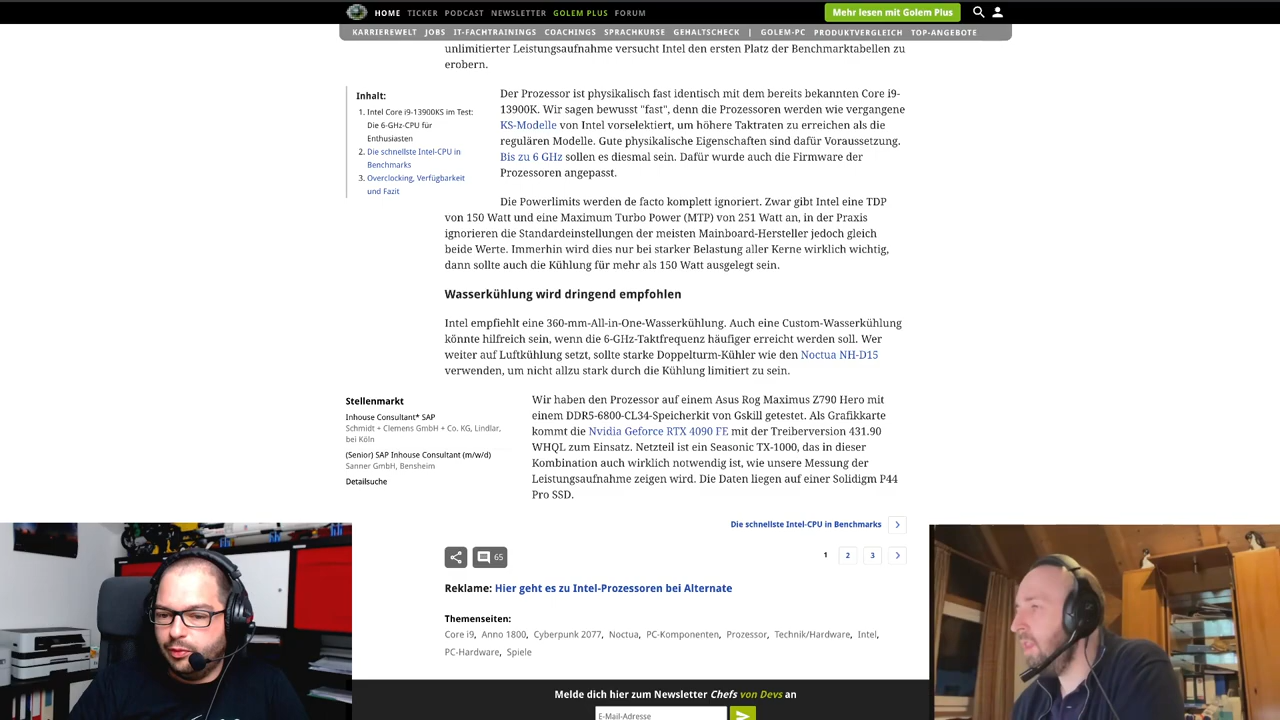 HOME TICKER PODCAST NEWSLETTER GOLEM PLUS FORUM
Mehr lesen mit Golem Plus
KARRIEREWELT JOBS IT-FACHTRAININGS COACHINGS SPRACHKURSE GEHALTSCHECK | GOLEM-PC PRODUKTVERGLEICH TOP-ANGEBOTE
unlimitierter Leistungsaufnahme versucht Intel den ersten Platz der Benchmarktabellen zu
erobern.
Inhalt:
1. Intel Core i9-13900KS im Test:
Die 6-GHz-CPU für
Enthusiasten
2. Die schnellste Intel-CPU in
Benchmarks
3. Overclocking, Verfügbarkeit
und Fazit
Der Prozessor ist physikalisch fast identisch mit dem bereits bekannten Core i9-
13900K. Wir sagen bewusst "fast", denn die Prozessoren werden wie vergangene
KS-Modelle von Intel vorselektiert, um höhere Taktraten zu erreichen als die
regulären Modelle. Gute physikalische Eigenschaften sind dafür Voraussetzung.
Bis zu 6 GHz sollen es diesmal sein. Dafür wurde auch die Firmware der
Prozessoren angepasst.
Die Powerlimits werden de facto komplett ignoriert. Zwar gibt Intel eine TDP
von 150 Watt und eine Maximum Turbo Power (MTP) von 251 Watt an, in der Praxis
ignorieren die Standardeinstellungen der meisten Mainboard-Hersteller jedoch gleich
beide Werte. Immerhin wird dies nur bei starker Belastung aller Kerne wirklich wichtig,
dann sollte auch die Kühlung für mehr als 150 Watt ausgelegt sein.
Wasserkühlung wird dringend empfohlen
Intel empfiehlt eine 360-mm-All-in-One-Wasserkühlung. Auch eine Custom-Wasserkühlung
könnte hilfreich sein, wenn die 6-GHz-Taktfrequenz häufiger erreicht werden soll. Wer
weiter auf Luftkühlung setzt, sollte starke Doppelturm-Kühler wie den Noctua NH-D15
verwenden, um nicht allzu stark durch die Kühlung limitiert zu sein.
Stellenmarkt
Inhouse Consultant* SAP
Schmidt + Clemens GmbH + Co. KG, Lindlar,
bei Köln
(Senior) SAP Inhouse Consultant (m/w/d)
Sanner GmbH, Bensheim
Detailsuche
Wir haben den Prozessor auf einem Asus Rog Maximus Z790 Hero mit
einem DDR5-6800-CL34-Speicherkit von Gskill getestet. Als Grafikkarte
kommt die Nvidia Geforce RTX 4090 FE mit der Treiberversion 431.90
WHQL zum Einsatz. Netzteil ist ein Seasonic TX-1000, das in dieser
Kombination auch wirklich notwendig ist, wie unsere Messung der
Leistungsaufnahme zeigen wird. Die Daten liegen auf einer Solidigm P44
Pro SSD.
Die schnellste Intel-CPU in Benchmarks
65
1 2 3
Reklame: Hier geht es zu Intel-Prozessoren bei Alternate
Themenseiten:
Core i9, Anno 1800, Cyberpunk 2077, Noctua, PC-Komponenten, Prozessor, Technik/Hardware, Intel,
PC-Hardware, Spiele
Melde dich hier zum Newsletter Chefs von Devs an
E-Mail-Adresse